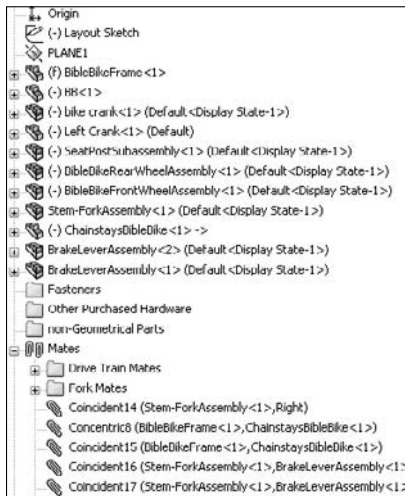 Origin
(-) Layout Sketch
PLANE1
(f) BibleBikeFrame<1>
(-) BB<1>
(-) bike crank<1> (Default<Display State-1>)
(-) Left Crank<1> (Default)
(-) SeatPostSubassembly<1> (Default<Display State-1>)
(-) BibleBikeRearWheelAssembly<1> (Default<Display State-1>)
(-) BibleBikeFrontWheelAssembly<1> (Default<Display State-1>)
Stem-ForkAssembly<1> (Default<Display State-1>)
(-) ChainstaysBibleBike<1> ->
BrakeLeverAssembly<2> (Default<Display State-1>)
BrakeLeverAssembly<1> (Default<Display State-1>)
Fasteners
Other Purchased Hardware
non-Geometrical Parts
Mates
Drive Train Mates
Fork Mates
Coincident14 (Stem-ForkAssembly<1>,Right)
Concentric8 (BibleBikeFrame<1>,ChainstaysBibleBike<1>)
Coincident15 (BibleBikeFrame<1>,ChainstaysBibleBike<1>)
Coincident16 (Stem-ForkAssembly<1>,BrakeLeverAssembly<1>
Coincident17 (Stem-ForkAssembly<1>,BrakeLeverAssembly<1>